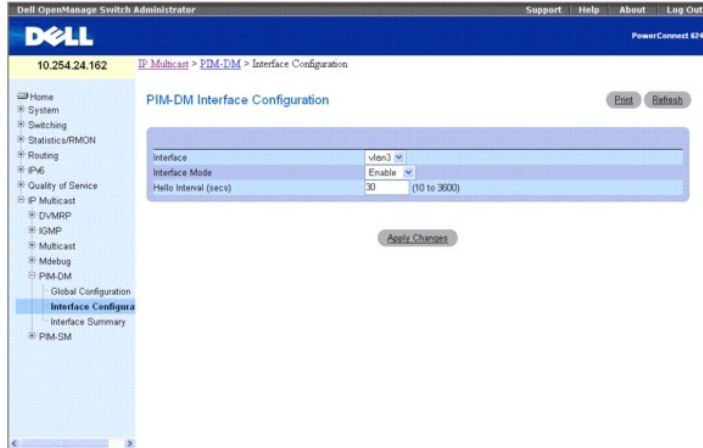 Dell OpenManage Switch Administrator
Support Help About Log Out
DELL
PowerConnect 624
10.254.24.162
IP Multicast > PIM-DM > Interface Configuration
Home
System
Switching
Statistics/RMON
Routing
IPv6
Quality of Service
IP Multicast
DVMRP
IGMP
Multicast
Mdebug
PIM-DM
Global Configuration
Interface Configura
Interface Summary
PIM-SM
PIM-DM Interface Configuration
Print Refresh
Interface vlan3
Interface Mode Enable
Hello Interval (secs) 30 (10 to 3600)
Apply Changes